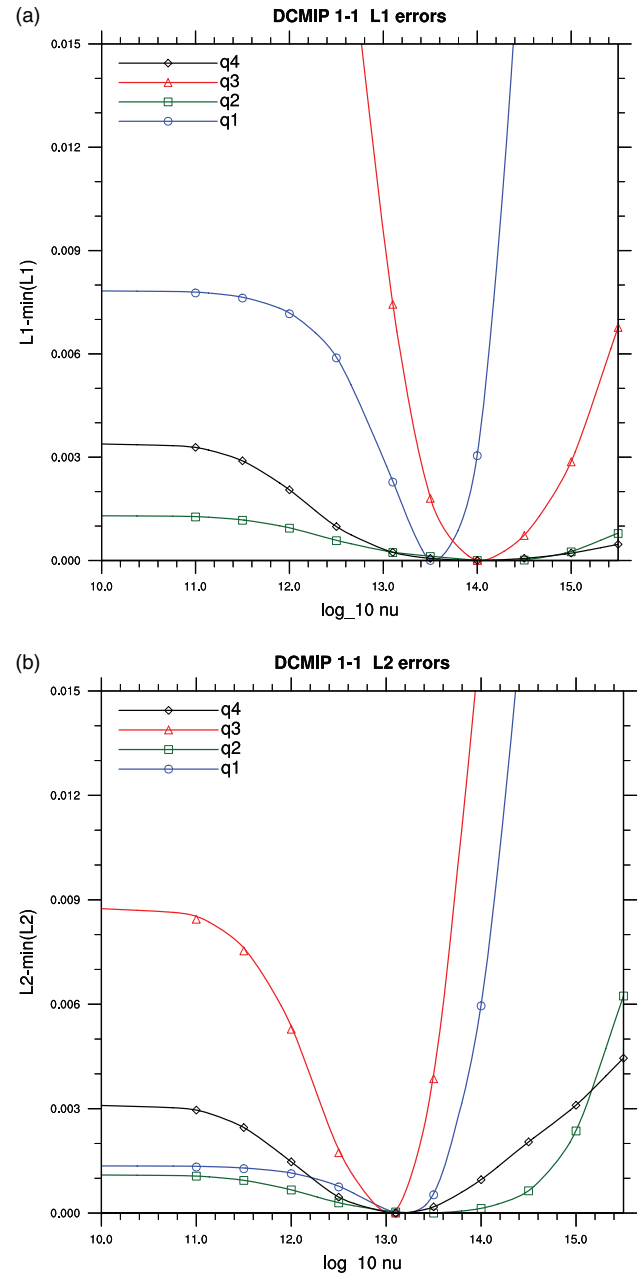 (a)
DCMIP 1-1 L1 errors
q4
q3
q2
q1
0.015
0.012
0.009
0.006
0.003
0.000
L1-min(L1)
10.0 11.0 12.0 13.0 14.0 15.0
log_10 nu
(b)
DCMIP 1-1 L2 errors
q4
q3
q2
q1
0.015
0.012
0.009
0.006
0.003
0.000
L2-min(L2)
10.0 11.0 12.0 13.0 14.0 15.0
log_10 nu